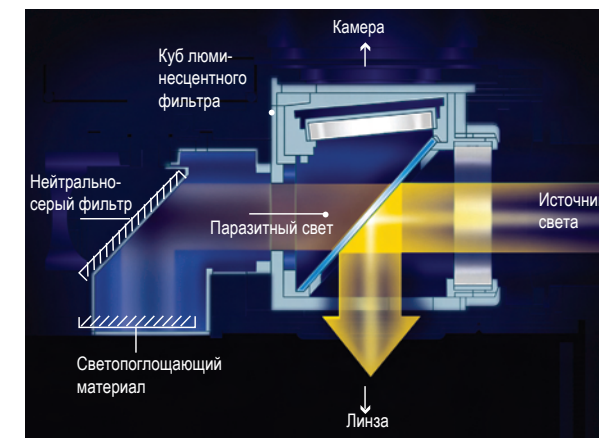 Камера
Куб люми-
несцентного
фильтра
Нейтрально-
серый фильтр
Паразитный свет
Источни
света
Светопоглощающий
материал
Линза